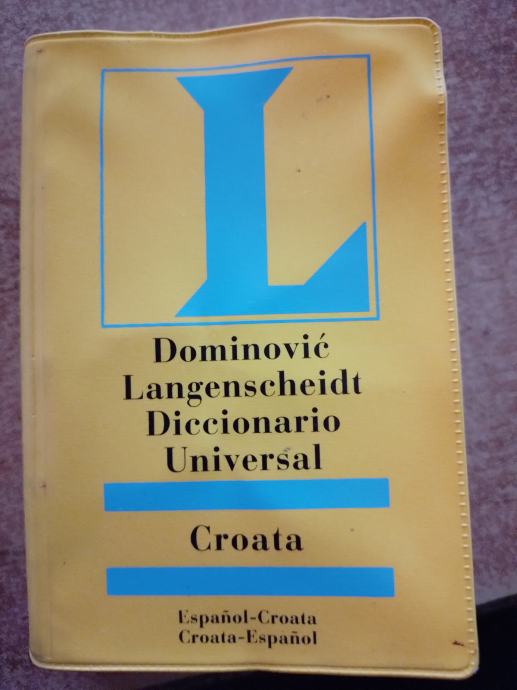 L
Dominović
Langenscheidt
Diccionario
Universal
Croata
Español-Croata
Croata-Español